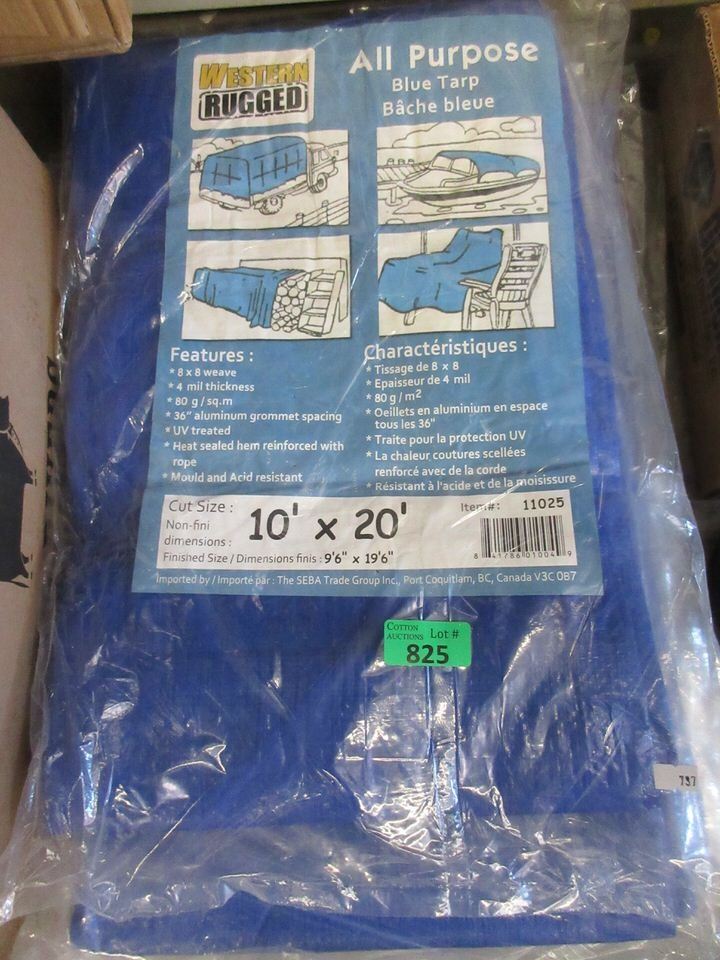 WESTERN
RUGGED
All Purpose
Blue Tarp
Bâche bleue
Features :
* 8 x 8 weave
* 4 mil thickness
* 80 g / sq.m
* 36" aluminum grommet spacing
* UV treated
* Heat sealed hem reinforced with
rope
* Mould and Acid resistant
Charactéristiques :
* Tissage de 8 x 8
* Epaisseur de 4 mil
* 80 g / m²
* Oeillets en aluminium en espace
tous les 36"
* Traite pour la protection UV
* La chaleur coutures scellées
renforcé avec de la corde
* Résistant à l'acide et de la moisissure
Cut Size :
Non-fini
dimensions :
10' x 20'
Item#: 11025
8 41786 01004 9
Finished Size / Dimensions finis : 9'6" x 19'6"
Imported by / Importé par : The SEBA Trade Group Inc., Port Coquitlam, BC, Canada V3C 0B7
COTTON
AUCTIONS Lot #
825
737